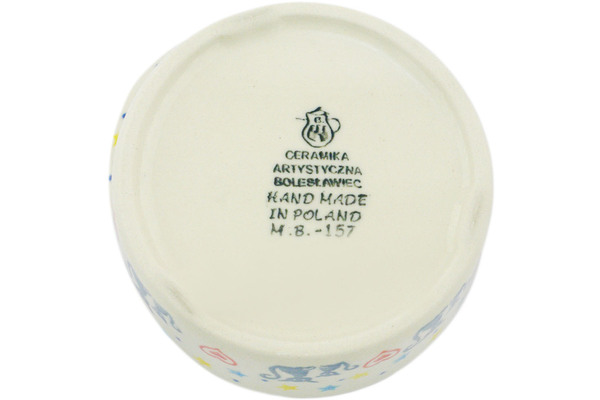 CERAMIKA
ARTYSTYCZNA
BOLESŁAWIEC
HAND MADE
IN POLAND
M.B.-157